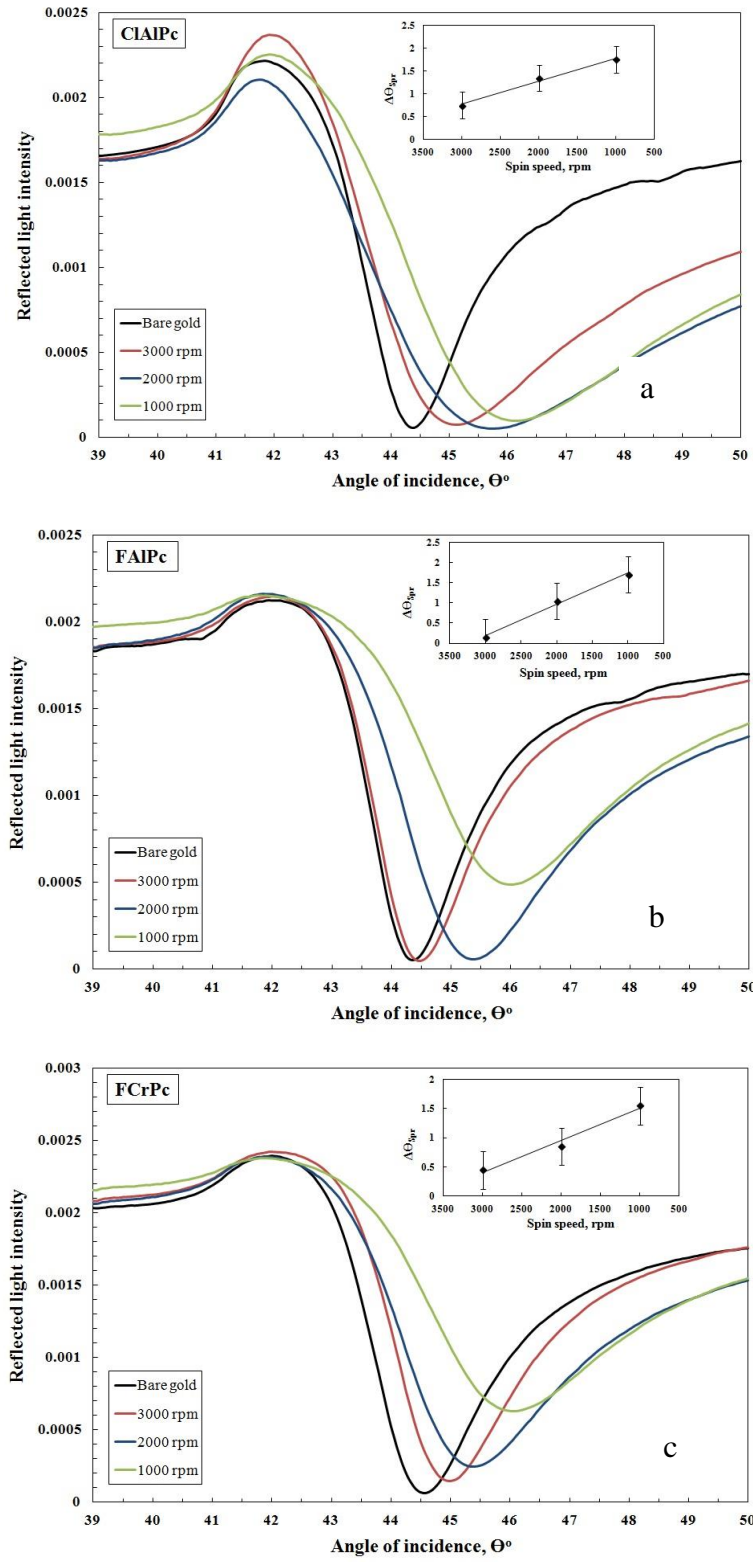 ClAlPc
Reflected light intensity
0.0025
0.002
0.0015
0.001
0.0005
0
39 40 41 42 43 44 45 46 47 48 49 50
Angle of incidence, Ɵº
Bare gold
3000 rpm
2000 rpm
1000 rpm
ΔƟSpr
2.5
2
1.5
1
0.5
0
3500 3000 2500 2000 1500 1000 500
Spin speed, rpm
a
FAlPc
Reflected light intensity
0.0025
0.002
0.0015
0.001
0.0005
0
39 40 41 42 43 44 45 46 47 48 49 50
Angle of incidence, Ɵº
Bare gold
3000 rpm
2000 rpm
1000 rpm
ΔƟSpr
2.5
2
1.5
1
0.5
0
3500 3000 2500 2000 1500 1000 500
Spin speed, rpm
b
FCrPc
Reflected light intensity
0.003
0.0025
0.002
0.0015
0.001
0.0005
0
39 40 41 42 43 44 45 46 47 48 49 50
Angle of incidence, Ɵº
Bare gold
3000 rpm
2000 rpm
1000 rpm
ΔƟSpr
2
1.5
1
0.5
0
3500 3000 2500 2000 1500 1000 500
Spin speed, rpm
c